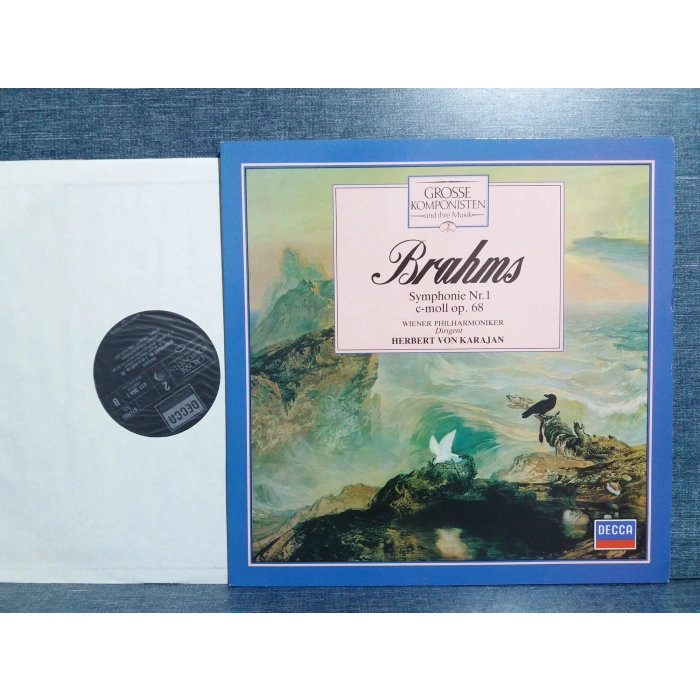 GROSSE
KOMPONISTEN
und ihre Musik
Brahms
Symphonie Nr. 1
c-moll op. 68
WIENER PHILHARMONIKER
Dirigent
HERBERT VON KARAJAN
DECCA
2
B
DECCA